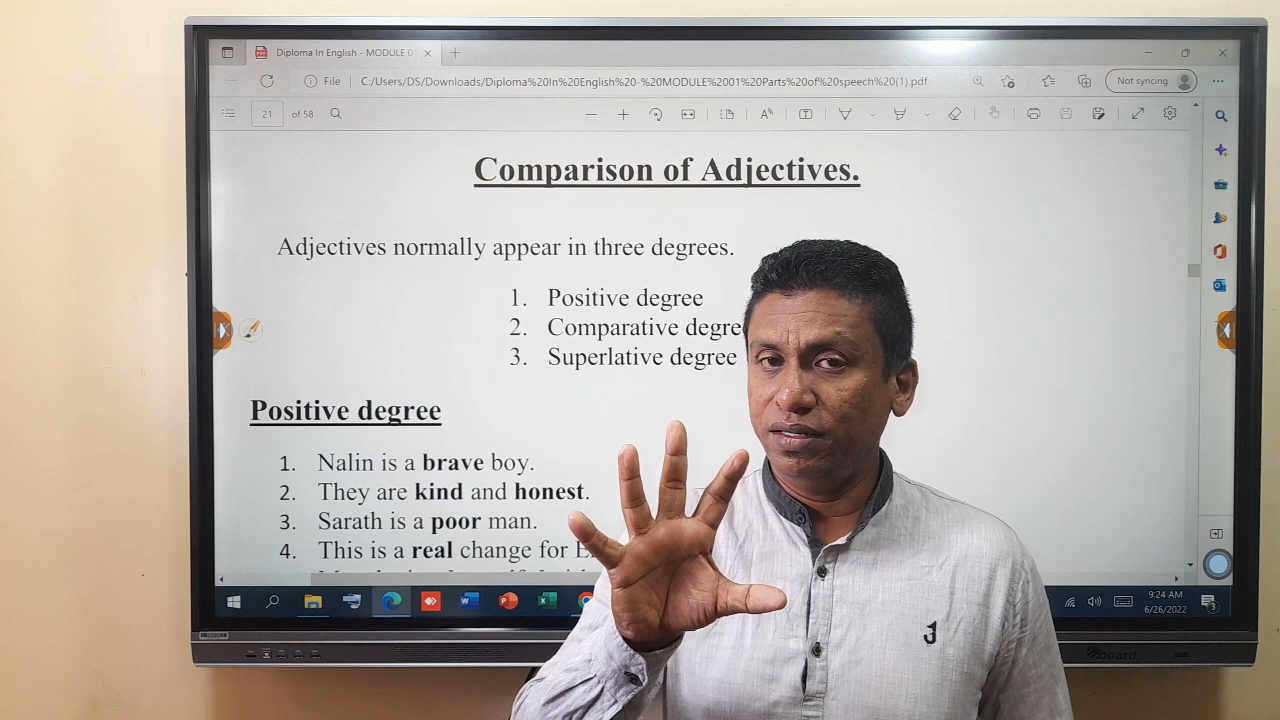 Diploma In English - MODULE 0
File
C:/Users/DS/Downloads/Diploma%20In%20English%20-%20MODULE%2001%20Parts%20of%20speech%20(1).pdf
Not syncing
21 of 58
Comparison of Adjectives.
Adjectives normally appear in three degrees.
1. Positive degree
2. Comparative degre
3. Superlative degree
Positive degree
1. Nalin is a brave boy.
2. They are kind and honest.
3. Sarath is a poor man.
4. This is a real change for E
9:24 AM
6/26/2022
3
board